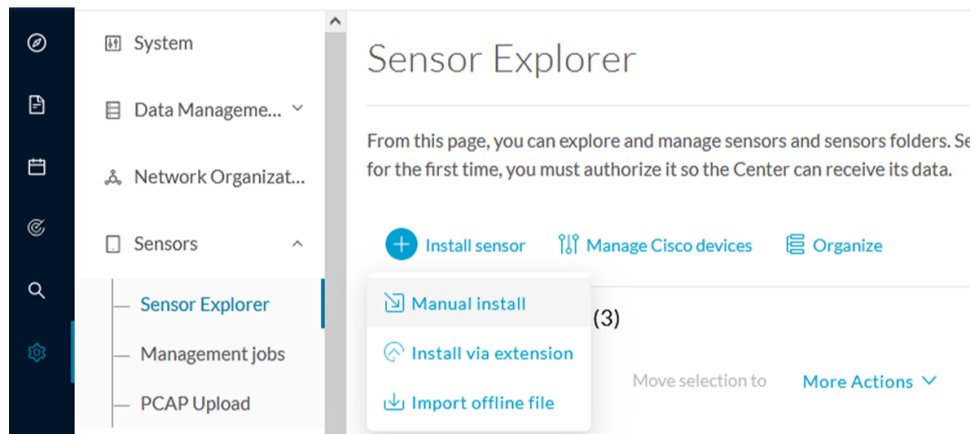 System
Data Manageme...
Network Organizat...
Sensors
Sensor Explorer
Management jobs
PCAP Upload
Sensor Explorer
From this page, you can explore and manage sensors and sensors folders. Se
for the first time, you must authorize it so the Center can receive its data.
Install sensor Manage Cisco devices Organize
Manual install
Install via extension
Import offline file
(3)
Move selection to More Actions